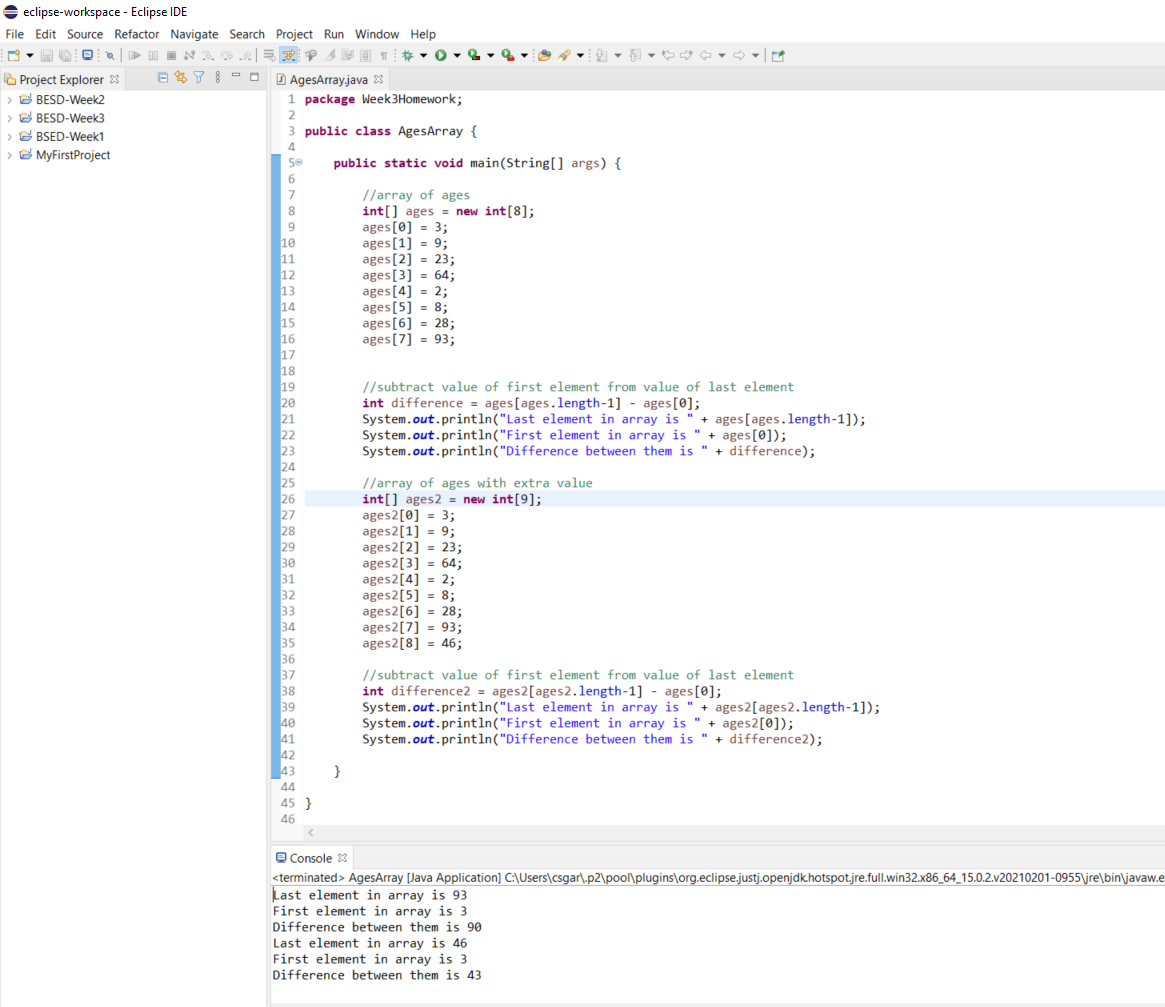 eclipse-workspace - Eclipse IDE
File Edit Source Refactor Navigate Search Project Run Window Help
Project Explorer
BESD-Week2
BESD-Week3
BSED-Week1
MyFirstProject
AgesArray.java
1 package Week3Homework;
2
3 public class AgesArray {
4
5 public static void main(String[] args) {
6
7 //array of ages
8 int[] ages = new int[8];
9 ages[0] = 3;
10 ages[1] = 9;
11 ages[2] = 23;
12 ages[3] = 64;
13 ages[4] = 2;
14 ages[5] = 8;
15 ages[6] = 28;
16 ages[7] = 93;
17
18
19 //subtract value of first element from value of last element
20 int difference = ages[ages.length-1] - ages[0];
21 System.out.println("Last element in array is " + ages[ages.length-1]);
22 System.out.println("First element in array is " + ages[0]);
23 System.out.println("Difference between them is " + difference);
24
25 //array of ages with extra value
26 int[] ages2 = new int[9];
27 ages2[0] = 3;
28 ages2[1] = 9;
29 ages2[2] = 23;
30 ages2[3] = 64;
31 ages2[4] = 2;
32 ages2[5] = 8;
33 ages2[6] = 28;
34 ages2[7] = 93;
35 ages2[8] = 46;
36
37 //subtract value of first element from value of last element
38 int difference2 = ages2[ages2.length-1] - ages[0];
39 System.out.println("Last element in array is " + ages2[ages2.length-1]);
40 System.out.println("First element in array is " + ages2[0]);
41 System.out.println("Difference between them is " + difference2);
42
43 }
44
45 }
46
Console
<terminated> AgesArray [Java Application] C:\Users\csgar\.p2\pool\plugins\org.eclipse.justj.openjdk.hotspot.jre.full.win32.x86_64_15.0.2.v20210201-0955\jre\bin\javaw.e
Last element in array is 93
First element in array is 3
Difference between them is 90
Last element in array is 46
First element in array is 3
Difference between them is 43